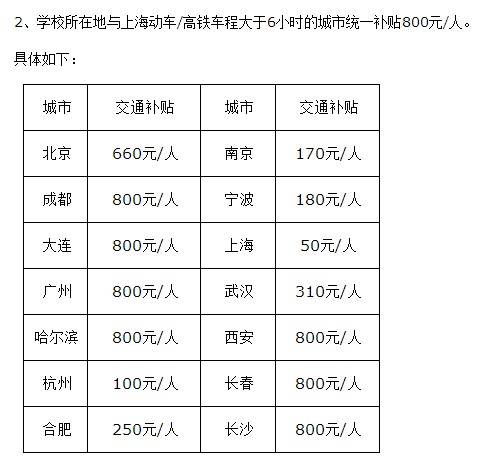 2、学校所在地与上海动车/高铁车程大于6小时的城市统一补贴800元/人。
具体如下：
城市 交通补贴 城市 交通补贴
北京 660元/人 南京 170元/人
成都 800元/人 宁波 180元/人
大连 800元/人 上海 50元/人
广州 800元/人 武汉 310元/人
哈尔滨 800元/人 西安 800元/人
杭州 100元/人 长春 800元/人
合肥 250元/人 长沙 800元/人